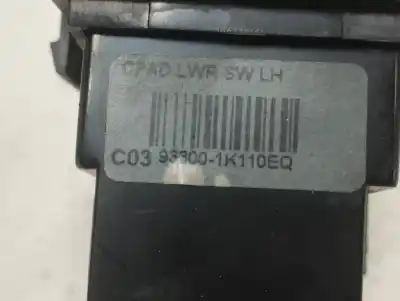 CPAD LWR SW LH
C03 93300-1K110EQ